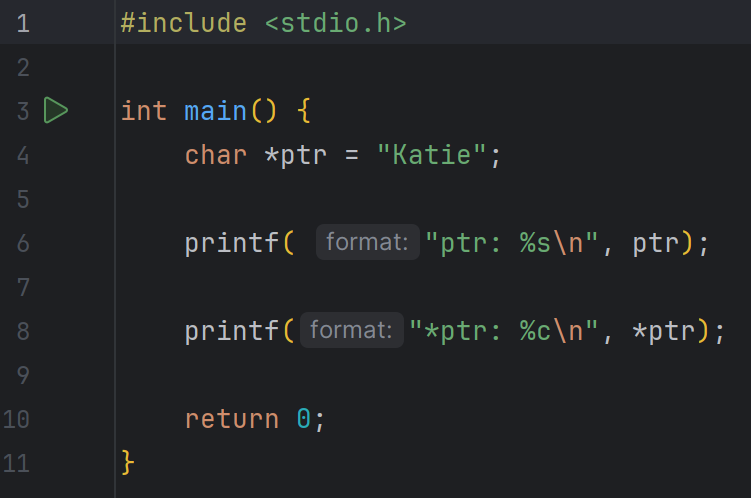 1 #include <stdio.h>
2
3 int main() {
4     char *ptr = "Katie";
5
6     printf( format: "ptr: %s\n", ptr);
7
8     printf( format: "*ptr: %c\n", *ptr);
9
10     return 0;
11 }